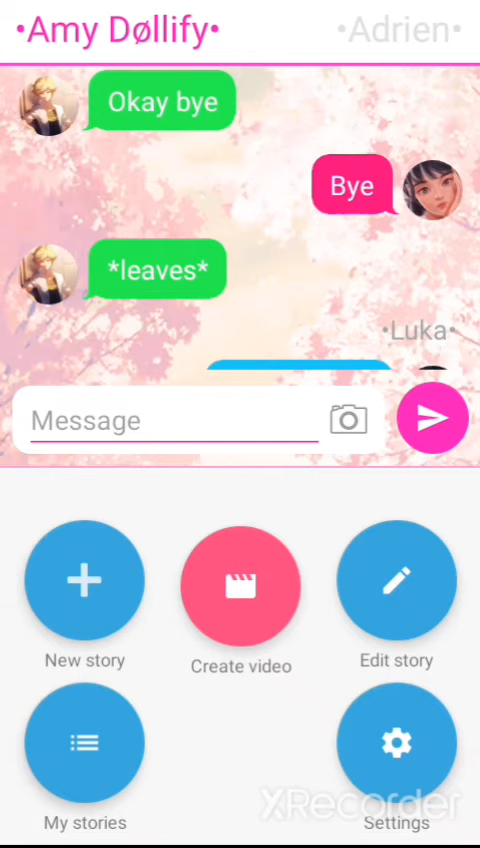 •Amy Døllify• •Adrien•
Okay bye
Bye
*leaves*
•Luka•
Message
New story
Create video
Edit story
My stories
Settings
XRecorder